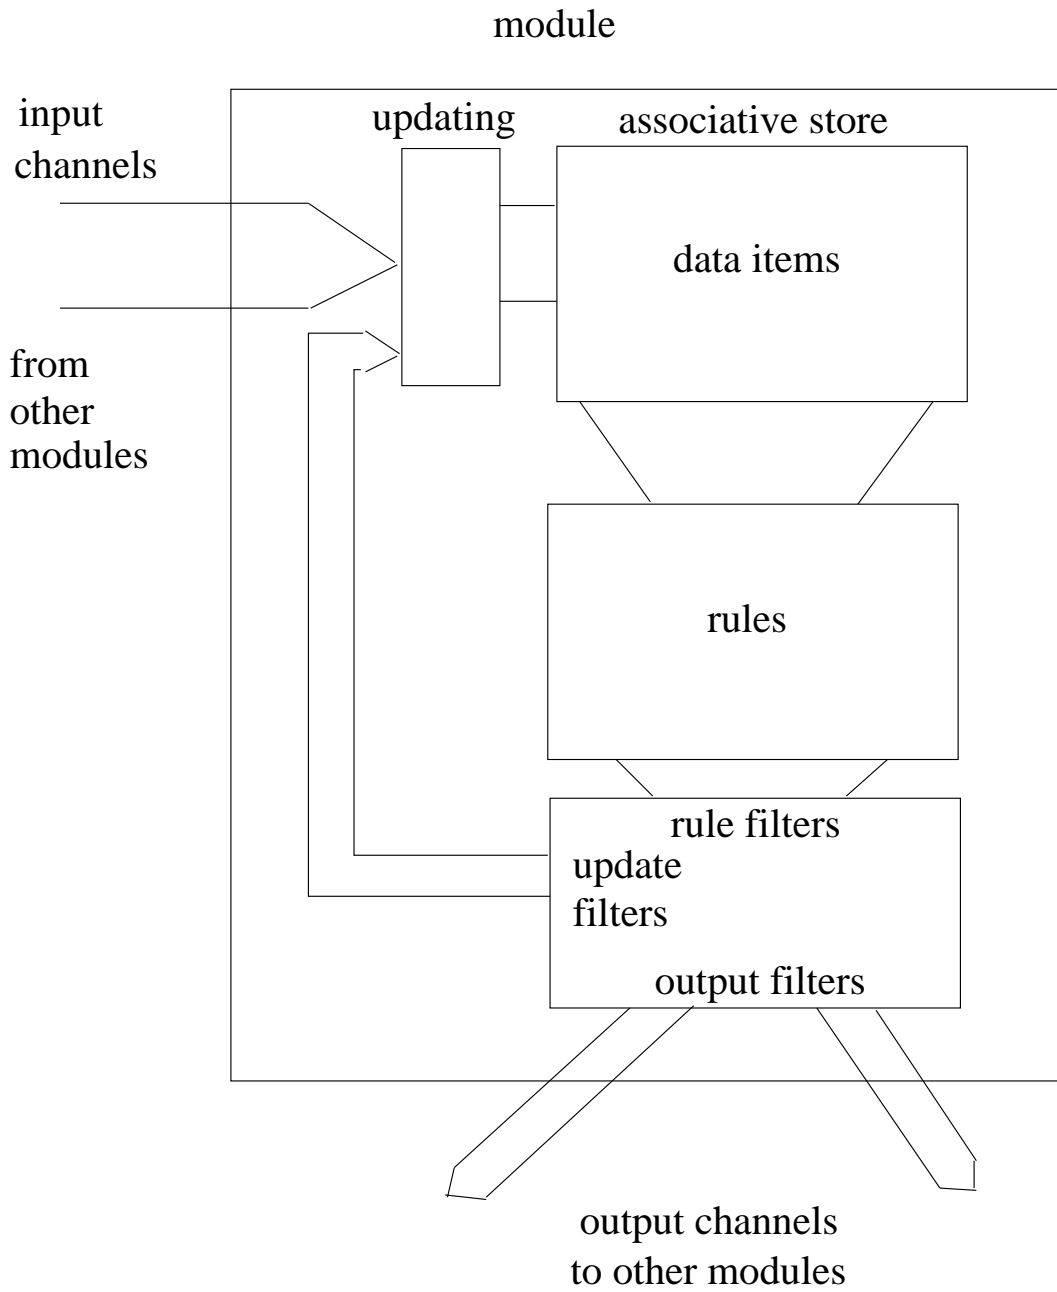 module
input
channels
updating
associative store
data items
from
other
modules
rules
rule filters
update
filters
output filters
output channels
to other modules